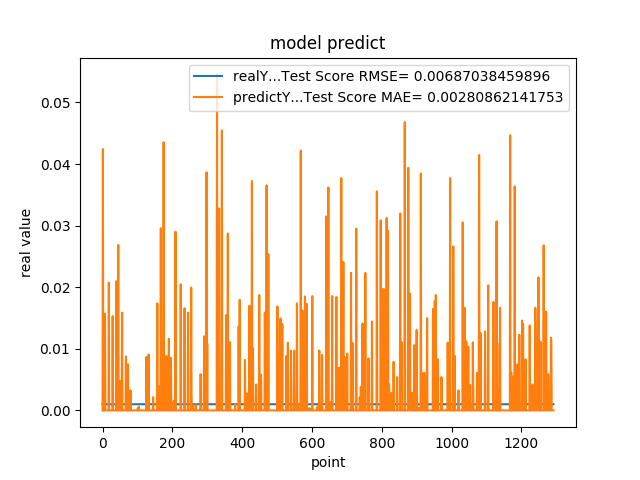 model predict
realY...Test Score RMSE= 0.00687038459896
predictY...Test Score MAE= 0.00280862141753
0.05
0.04
0.03
0.02
0.01
0.00
real value
0 200 400 600 800 1000 1200
point